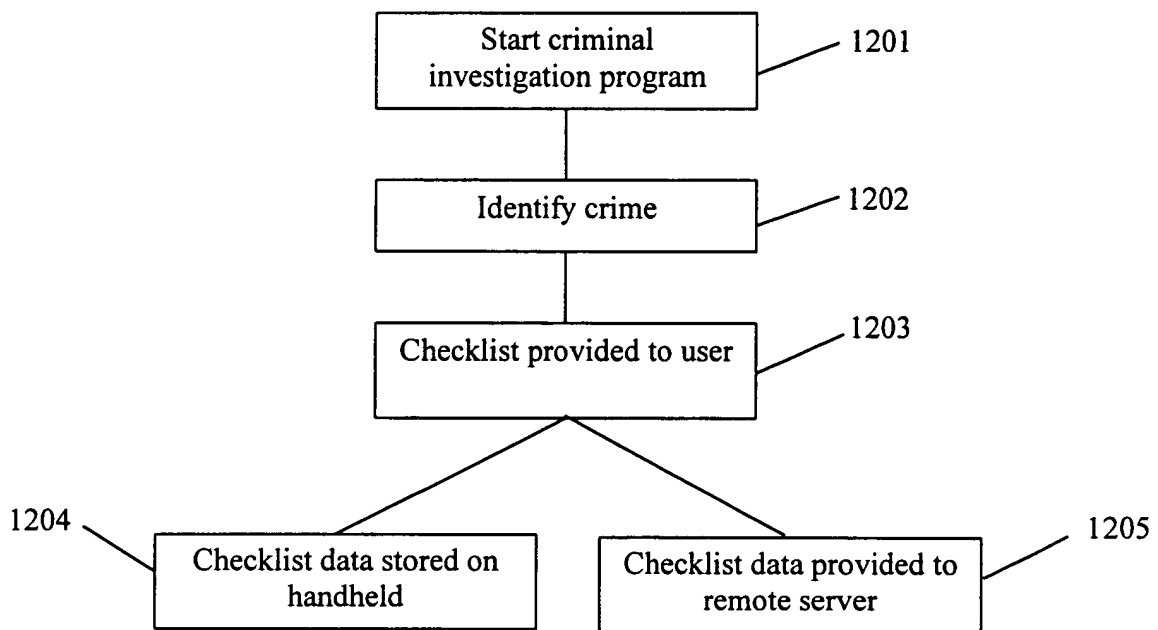 Start criminal
investigation program
1201
Identify crime
1202
Checklist provided to user
1203
1204
Checklist data stored on
handheld
Checklist data provided to
remote server
1205